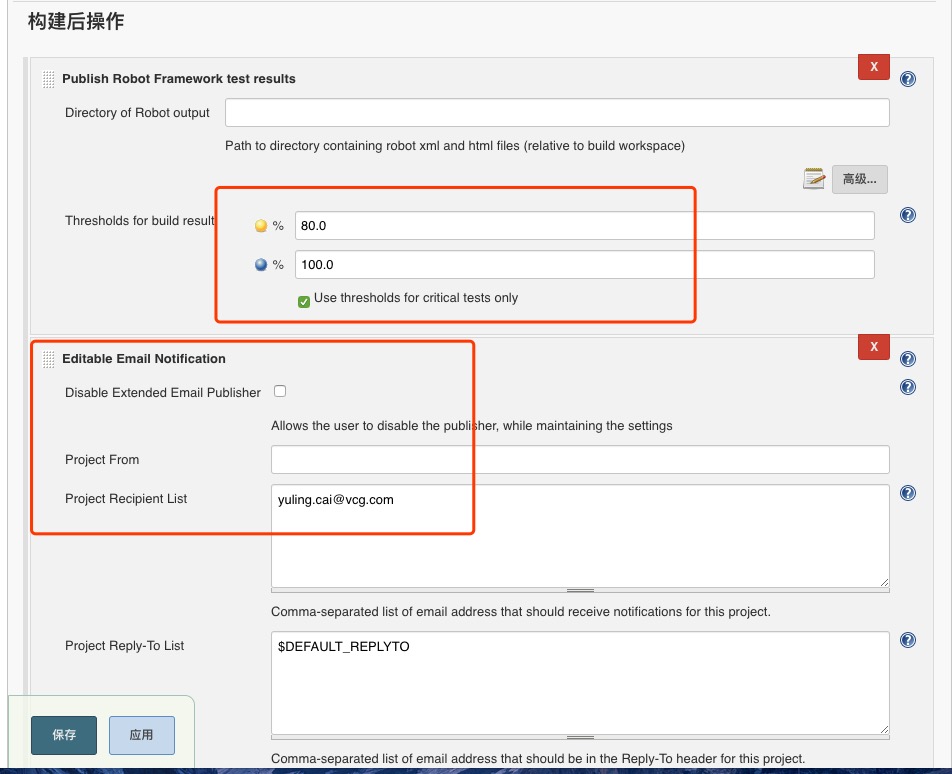 构建后操作
Publish Robot Framework test results
X
Directory of Robot output
Path to directory containing robot xml and html files (relative to build workspace)
高级...
Thresholds for build result
% 80.0
% 100.0
Use thresholds for critical tests only
Editable Email Notification
X
Disable Extended Email Publisher
Allows the user to disable the publisher, while maintaining the settings
Project From
Project Recipient List
yuling.cai@vcg.com
Comma-separated list of email address that should receive notifications for this project.
Project Reply-To List
$DEFAULT_REPLYTO
保存
应用
Comma-separated list of email address that should be in the Reply-To header for this project.